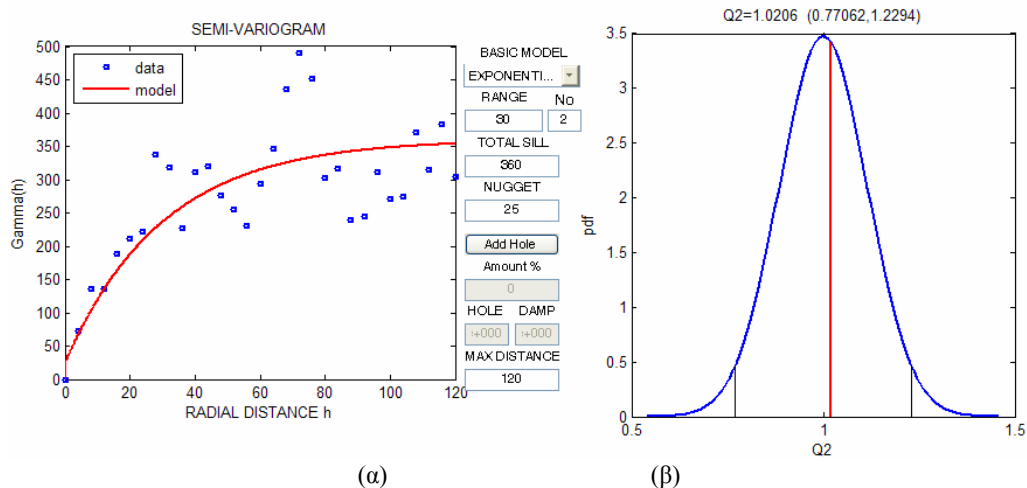 SEMI-VARIOGRAM
500
450
400
350
300
250
200
150
100
50
0
Gamma(h)
data
model
0 20 40 60 80 100 120
RADIAL DISTANCE h
BASIC MODEL
EXPONENTI...
RANGE No
30 2
TOTAL SILL
360
NUGGET
25
Add Hole
Amount %
0
HOLE DAMP
MAX DISTANCE
120
(α)
Q2=1.0206 (0.77062,1.2294)
3.5
3
2.5
2
1.5
1
0.5
0
pdf
0.5 1 1.5
Q2
(β)